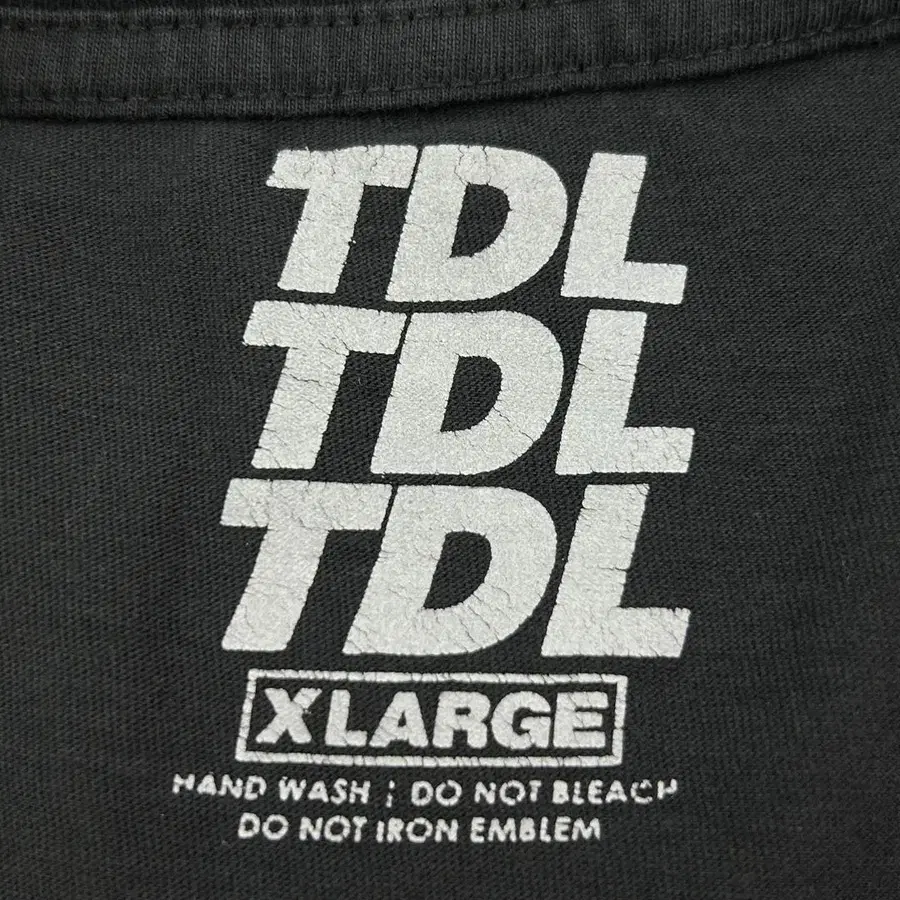 TDL
TDL
TDL
XLARGE
HAND WASH ; DO NOT BLEACH
DO NOT IRON EMBLEM